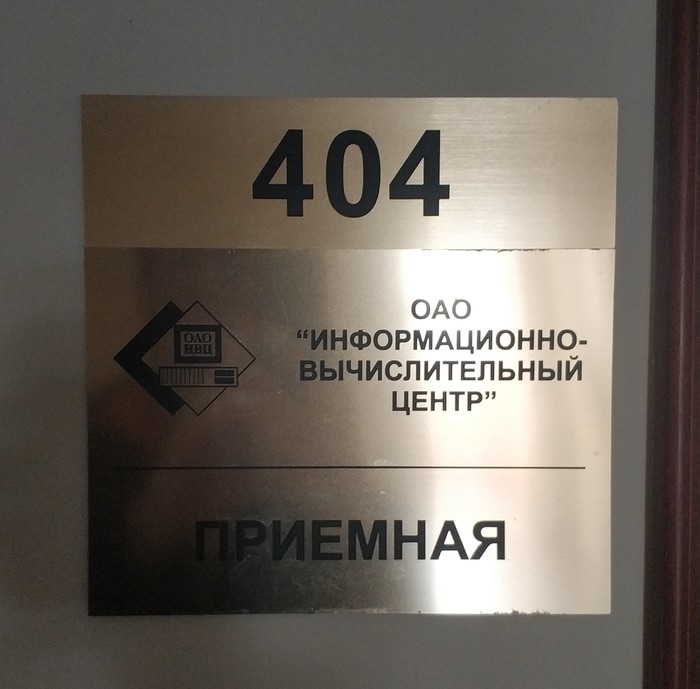 404
ОАО
ИВЦ
ОАО
“ИНФОРМАЦИОННО-
ВЫЧИСЛИТЕЛЬНЫЙ
ЦЕНТР”
ПРИЕМНАЯ